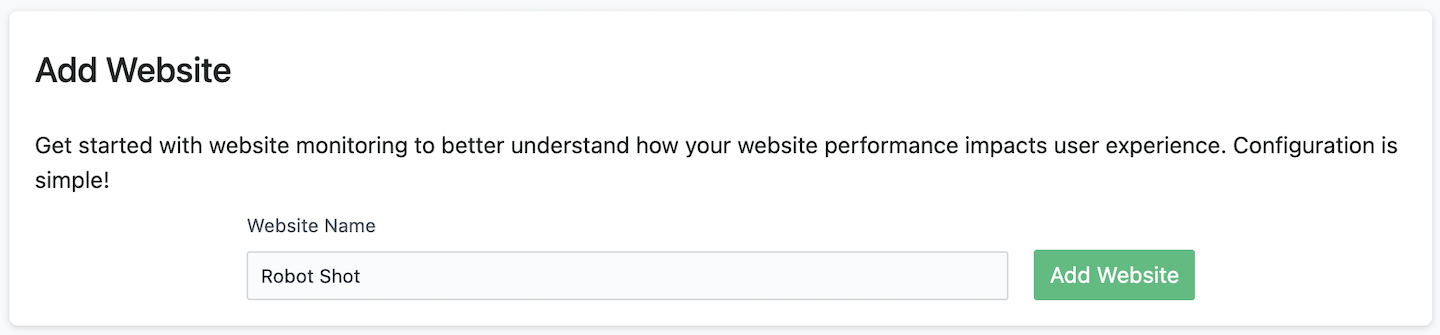 Add Website
Get started with website monitoring to better understand how your website performance impacts user experience. Configuration is
simple!
Website Name
Robot Shot
Add Website